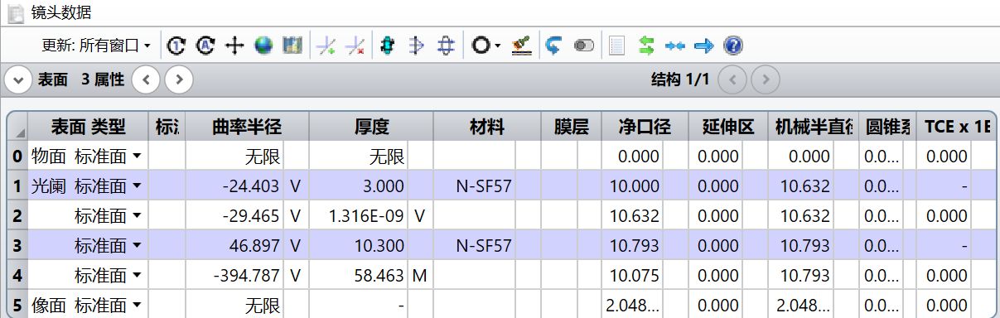 镜头数据
更新: 所有窗口
表面 3 属性 结构 1/1
表面 类型 曲率半径 厚度 材料 膜层 净口径 延伸区 机械半直径 TCE x 1E
0 物面 标准面 无限 无限 0.000 0.000 0.000 0.0... 0.000
1 光阑 标准面 -24.403 V 3.000 N-SF57 10.000 0.000 10.632 0.0... -
2 标准面 -29.465 V 1.316E-09 V 10.632 0.000 10.632 0.0... 0.000
3 标准面 46.897 V 10.300 N-SF57 10.793 0.000 10.793 0.0... -
4 标准面 -394.787 V 58.463 M 10.075 0.000 10.793 0.0... 0.000
5 像面 标准面 无限 - 2.048... 0.000 2.048... 0.0... 0.000